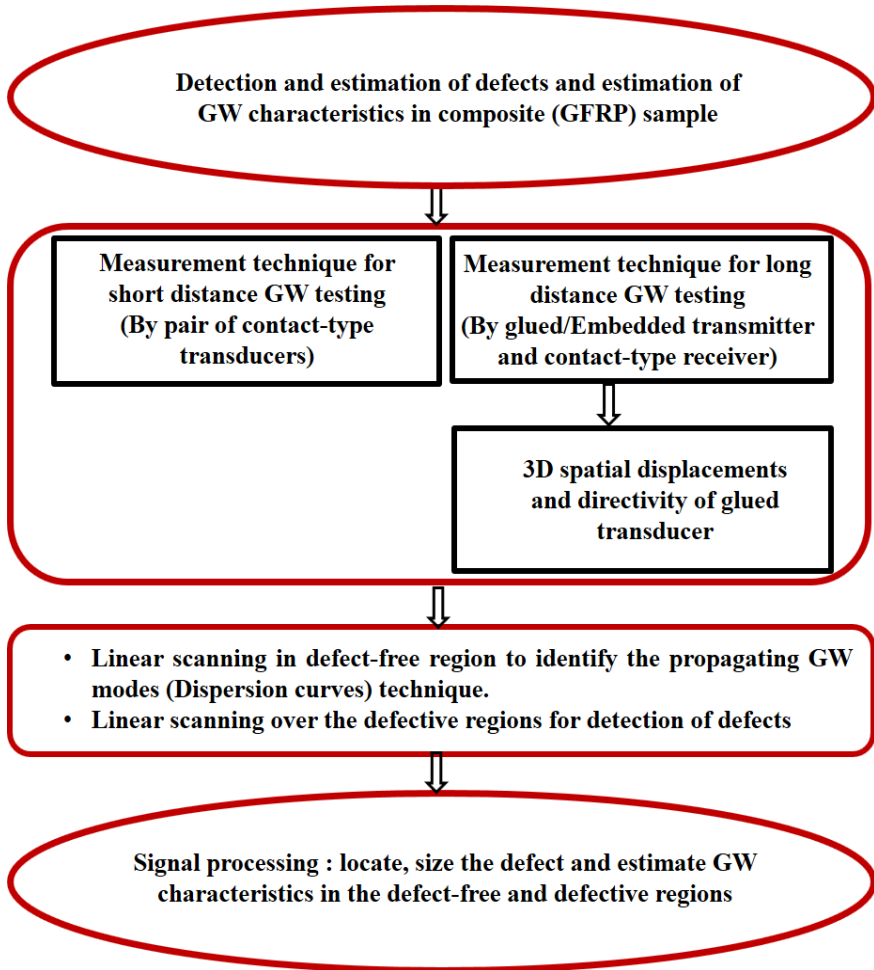 Detection and estimation of defects and estimation of
GW characteristics in composite (GFRP) sample
Measurement technique for
short distance GW testing
(By pair of contact-type
transducers)
Measurement technique for long
distance GW testing
(By glued/Embedded transmitter
and contact-type receiver)
3D spatial displacements
and directivity of glued
transducer
• Linear scanning in defect-free region to identify the propagating GW
modes (Dispersion curves) technique.
• Linear scanning over the defective regions for detection of defects
Signal processing : locate, size the defect and estimate GW
characteristics in the defect-free and defective regions